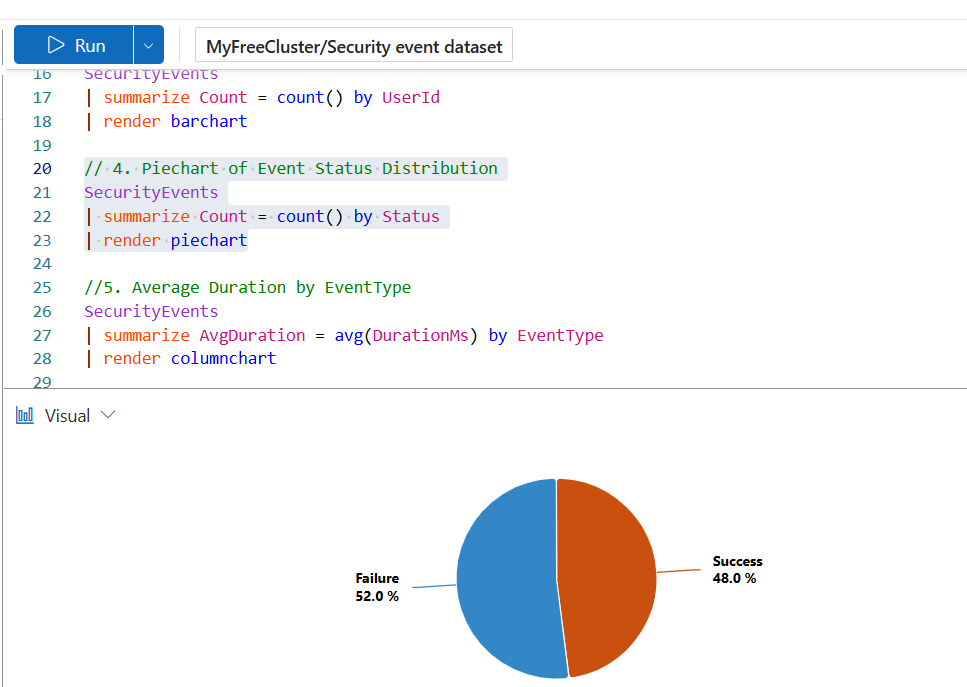 Run
MyFreeCluster/Security event dataset
16 SecurityEvents
17 | summarize Count = count() by UserId
18 | render barchart
19
20 // 4. Piechart of Event Status Distribution
21 SecurityEvents
22 | summarize Count = count() by Status
23 | render piechart
24
25 //5. Average Duration by EventType
26 SecurityEvents
27 | summarize AvgDuration = avg(DurationMs) by EventType
28 | render columnchart
29
Visual
Success
48.0 %
Failure
52.0 %